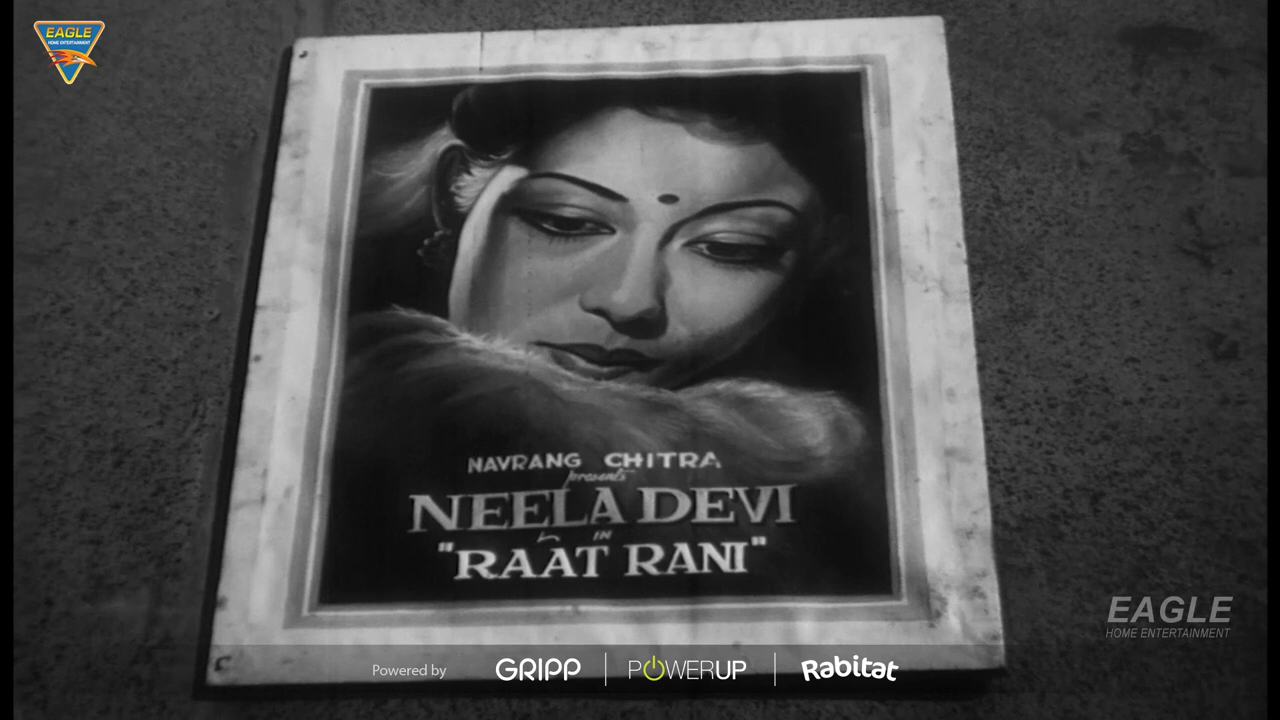 EAGLE
HOME ENTERTAINMENT
NAVRANG CHITRA
presents
NEELA DEVI
IN
"RAAT RANI"
EAGLE
HOME ENTERTAINMENT
Powered by GRIPP POWERUP Rabitat